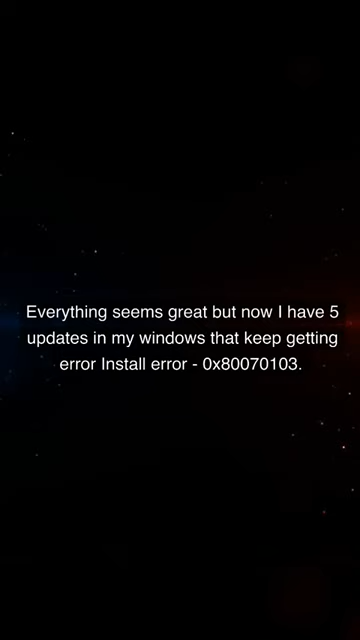 Everything seems great but now I have 5
updates in my windows that keep getting
error Install error - 0x80070103.